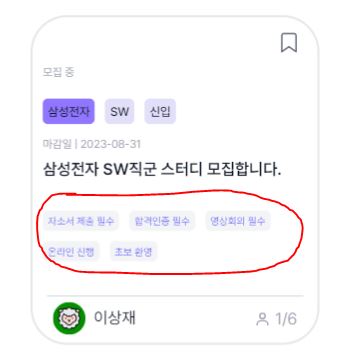 모집 중
삼성전자 SW 신입
마감일 | 2023-08-31
삼성전자 SW직군 스터디 모집합니다.
자소서 제출 필수 합격인증 필수 영상회의 필수
온라인 진행 초보 환영
이상재 1/6